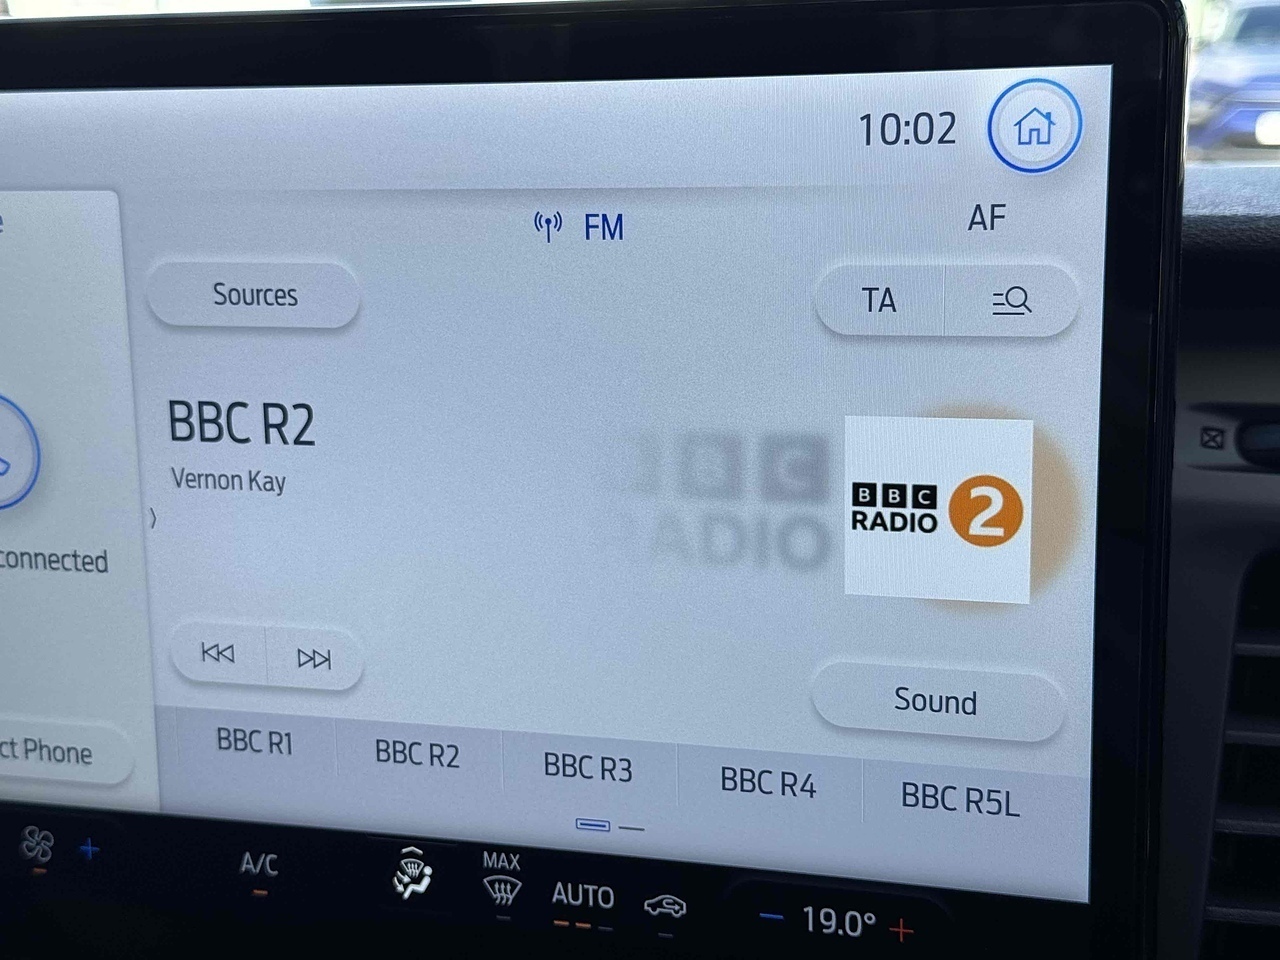 10:02
FM
AF
Sources
TA
BBC R2
Vernon Kay
BBC
RADIO 2
connected
Sound
ct Phone
BBC R1
BBC R2
BBC R3
BBC R4
BBC R5L
A/C
MAX
AUTO
19.0°